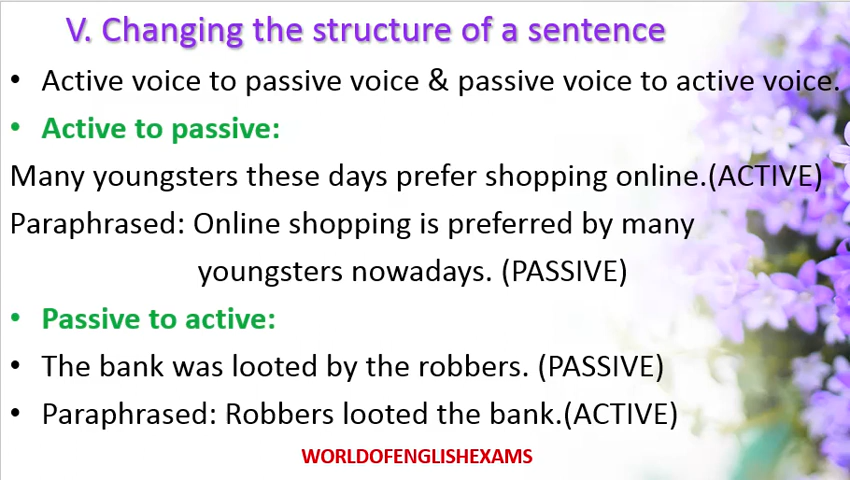 V. Changing the structure of a sentence
• Active voice to passive voice & passive voice to active voice.
• Active to passive:
Many youngsters these days prefer shopping online.(ACTIVE)
Paraphrased: Online shopping is preferred by many
youngsters nowadays. (PASSIVE)
• Passive to active:
• The bank was looted by the robbers. (PASSIVE)
• Paraphrased: Robbers looted the bank.(ACTIVE)
WORLDOFENGLISHEXAMS